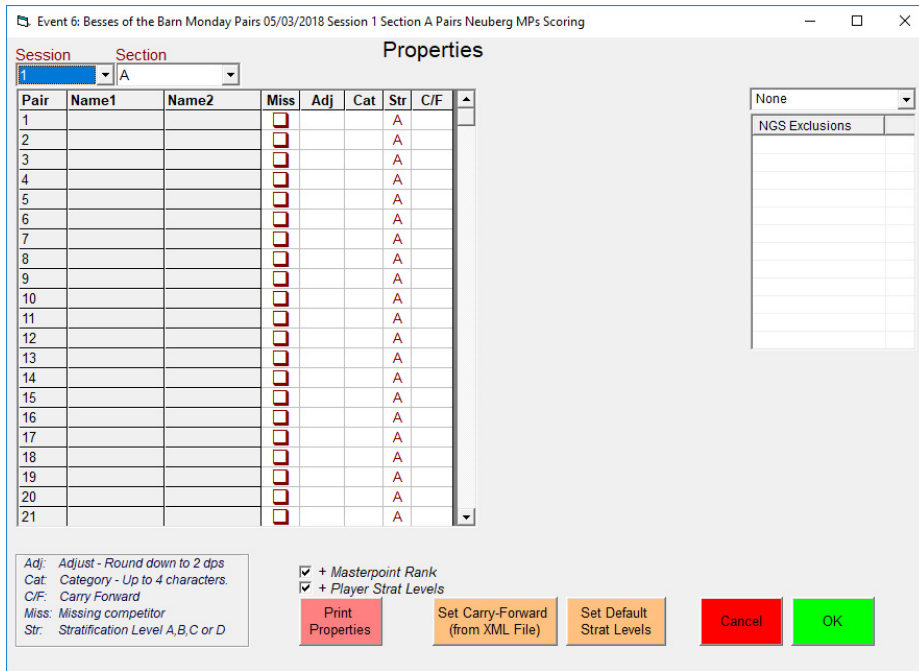 Event 6: Besses of the Barn Monday Pairs 05/03/2018 Session 1 Section A Pairs Neuberg MPs Scoring
Properties
Session Section
1 A
None
Pair Name1 Name2 Miss Adj Cat Str C/F
NGS Exclusions
1 A
2 A
3 A
4 A
5 A
6 A
7 A
8 A
9 A
10 A
11 A
12 A
13 A
14 A
15 A
16 A
17 A
18 A
19 A
20 A
21 A
Adj: Adjust - Round down to 2 dps
Cat: Category - Up to 4 characters.
C/F: Carry Forward
Miss: Missing competitor
Str: Stratification Level A,B,C or D
+ Masterpoint Rank
+ Player Strat Levels
Print
Properties
Set Carry-Forward
(from XML File)
Set Default
Strat Levels
Cancel
OK